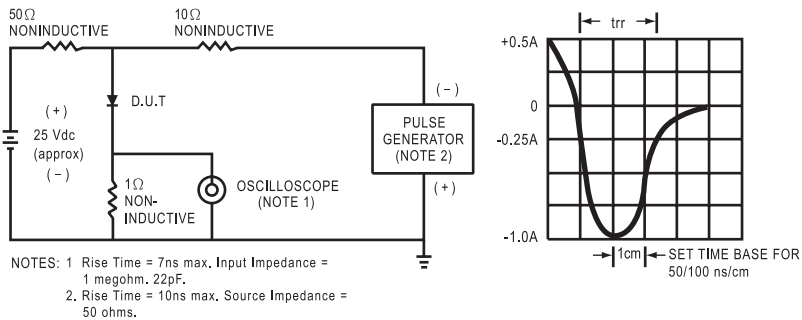 50Ω
NONINDUCTIVE
10Ω
NONINDUCTIVE
(+)
25 Vdc
(approx)
(−)
D.U.T
1Ω
NON-
INDUCTIVE
OSCILLOSCOPE
(NOTE 1)
(−)
PULSE
GENERATOR
(NOTE 2)
(+)
NOTES: 1 Rise Time = 7ns max. Input Impedance =
1 megohm. 22pF.
2. Rise Time = 10ns max. Source Impedance =
50 ohms.
trr
+0.5A
0
-0.25A
-1.0A
1cm
SET TIME BASE FOR
50/100 ns/cm